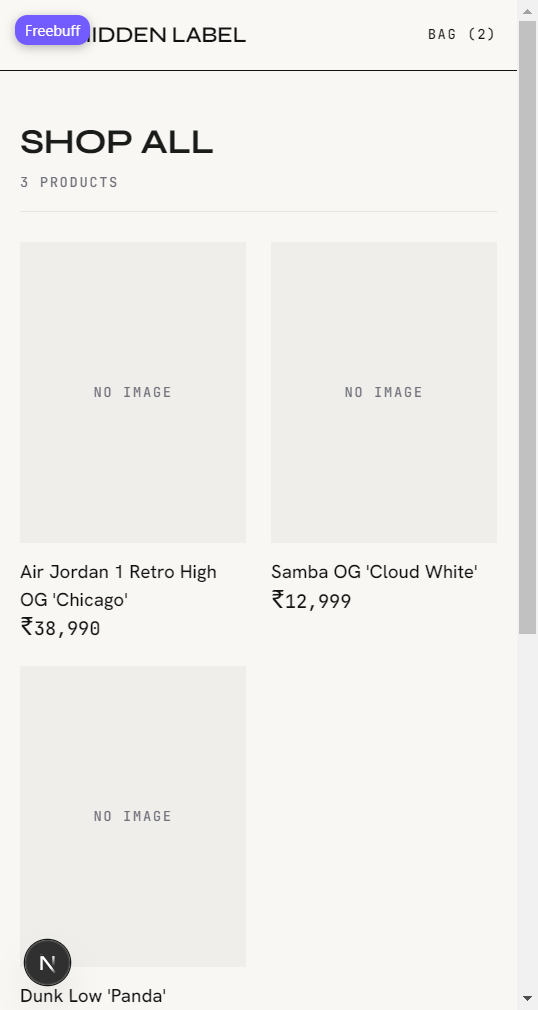 Freebuff
IDDEN LABEL
BAG (2)
SHOP ALL
3 PRODUCTS
NO IMAGE
NO IMAGE
Air Jordan 1 Retro High
OG 'Chicago'
₹38,990
Samba OG 'Cloud White'
₹12,999
NO IMAGE
N
Dunk Low 'Panda'